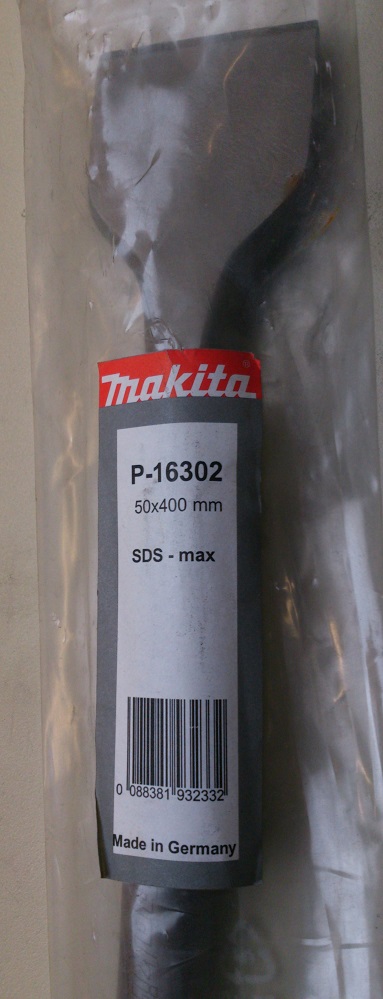 makita®
P-16302
50x400 mm
SDS - max
0 088381 932332
Made in Germany